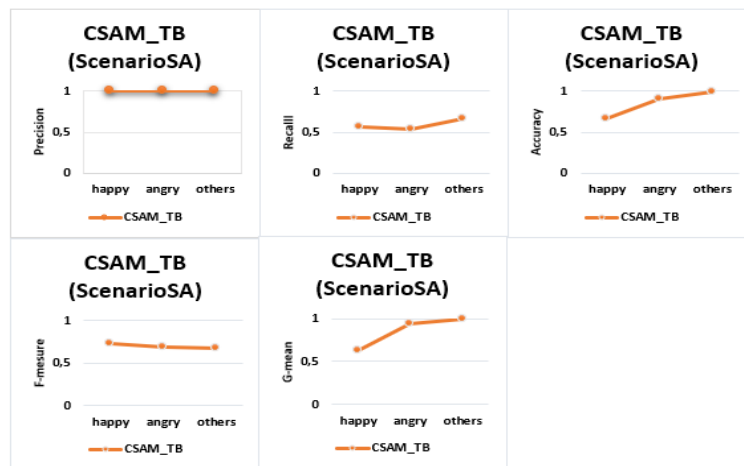 CSAM_TB
(ScenarioSA)
Precision
1
0,5
0
happy angry others
CSAM_TB
CSAM_TB
(ScenarioSA)
Recalll
1
0,5
0
happy angry others
CSAM_TB
CSAM_TB
(ScenarioSA)
Accuracy
1
0,5
0
happy angry others
CSAM_TB
CSAM_TB
(ScenarioSA)
F-mesure
1
0,5
0
happy angry others
CSAM_TB
CSAM_TB
(ScenarioSA)
G-mean
1
0,5
0
happy angry others
CSAM_TB